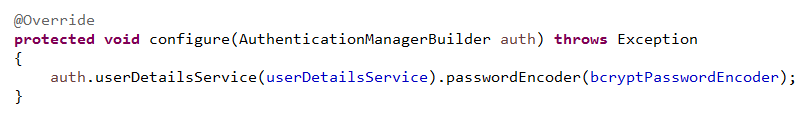 @Override
protected void configure(AuthenticationManagerBuilder auth) throws Exception
{
    auth.userDetailsService(userDetailsService).passwordEncoder(bcryptPasswordEncoder);
}